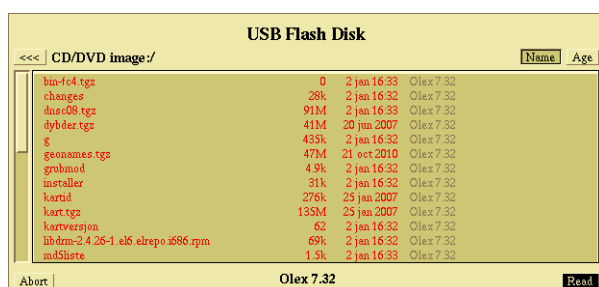 USB Flash Disk
<<< CD/DVD image:/ Name Age
bin-fc4.tgz 0 2 jan 16:33 Olex 7.32
changes 28k 2 jan 16:32 Olex 7.32
dnsc08.tgz 91M 2 jan 16:33 Olex 7.32
dybder.tgz 41M 20 jun 2007 Olex 7.32
g 435k 2 jan 16:32 Olex 7.32
geonames.tgz 47M 21 oct 2010 Olex 7.32
grubmod 4.9k 2 jan 16:32 Olex 7.32
installer 31k 2 jan 16:32 Olex 7.32
kartid 276k 25 jan 2007 Olex 7.32
kart.tgz 135M 25 jan 2007 Olex 7.32
kartversjon 62 2 jan 16:32 Olex 7.32
libdrm-2.4.26-1.el6.elrepo.i686.rpm 69k 2 jan 16:32 Olex 7.32
md5liste 1.5k 2 jan 16:33 Olex 7.32
Abort Olex 7.32 Read